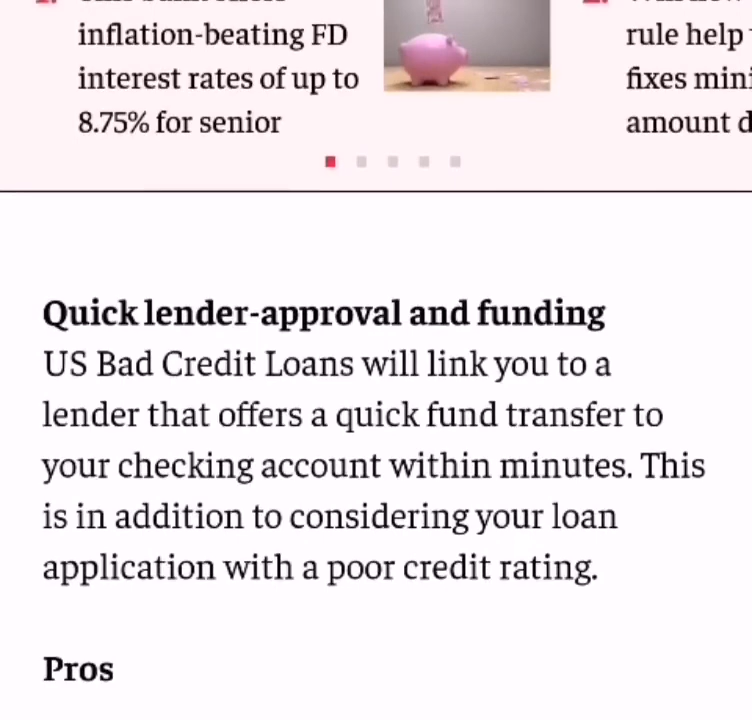 inflation-beating FD
interest rates of up to
8.75% for senior
rule help
fixes mini
amount d
Quick lender-approval and funding
US Bad Credit Loans will link you to a
lender that offers a quick fund transfer to
your checking account within minutes. This
is in addition to considering your loan
application with a poor credit rating.
Pros